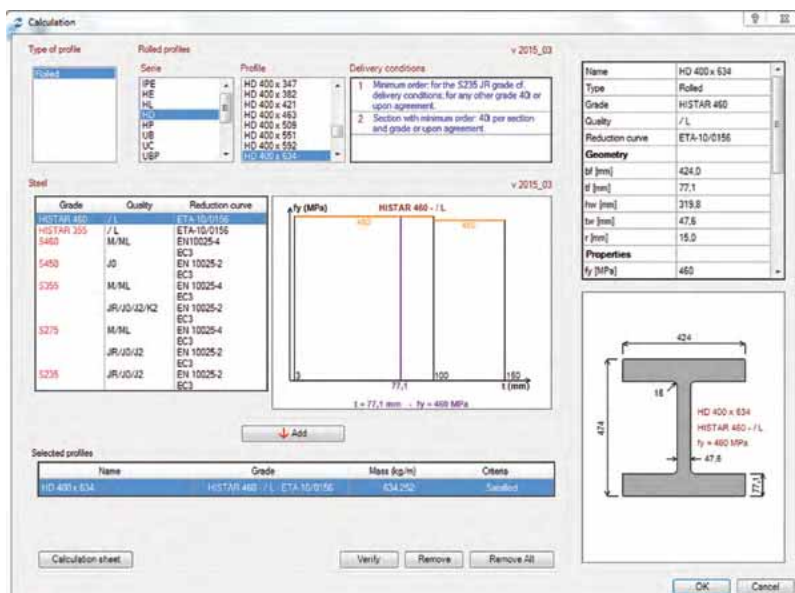 Calculation
Type of profile
Rolled profiles
v 2015_03
Rolled
Serie
IPE
HE
HL
HD
HP
UB
UC
UBP
Profile
HD 400 x 347
HD 400 x 382
HD 400 x 421
HD 400 x 463
HD 400 x 509
HD 400 x 551
HD 400 x 592
HD 400 x 634
Delivery conditions
1 Minimum order: for the S235 JR grade cf.
delivery conditions; for any other grade 40t or
upon agreement.
2 Section with minimum order: 40t per section
and grade or upon agreement.
Name HD 400 x 634
Type Rolled
Grade HISTAR 460
Quality / L
Reduction curve ETA-10/0156
Geometry
bf [mm] 424,0
tf [mm] 77,1
hw [mm] 319,8
tw [mm] 47,6
r [mm] 15,0
Properties
fy [MPa] 460
Steel
v 2015_03
Grade Quality Reduction curve
HISTAR 460 / L ETA-10/0156
HISTAR 355 / L ETA-10/0156
S460 M/ML EN10025-4
EC3
S450 J0 EN 10025-2
EC3
S355 M/ML EN 10025-4
EC3
JR/J0/J2/K2 EN 10025-2
EC3
S275 M/ML EN 10025-4
EC3
JR/J0/J2 EN 10025-2
EC3
S235 JR/J0/J2 EN 10025-2
EC3
fy (MPa)
HISTAR 460 - / L
460
450
3
100
150
77,1
t (mm)
t = 77,1 mm - fy = 460 MPa
424
474
15
HD 400 x 634
HISTAR 460 - / L
fy = 460 MPa
47,6
77,1
Add
Selected profiles
Name Grade Mass (kg/m) Criteria
HD 400 x 634 HISTAR 460 - / L ETA-10/0156 634.252 Satisfied
Calculation sheet
Verify
Remove
Remove All
OK
Cancel